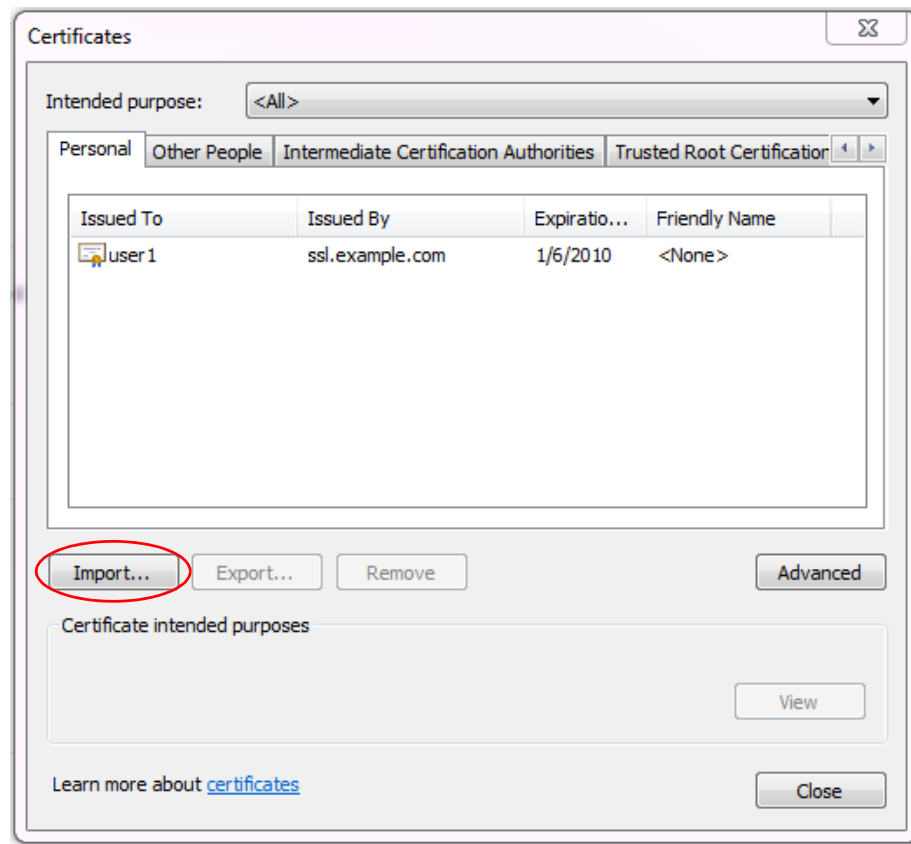 Certificates
Intended purpose: <All>
Personal Other People Intermediate Certification Authorities Trusted Root Certification
Issued To Issued By Expiratio... Friendly Name
user1 ssl.example.com 1/6/2010 <None>
Import... Export... Remove Advanced
Certificate intended purposes
View
Learn more about certificates
Close